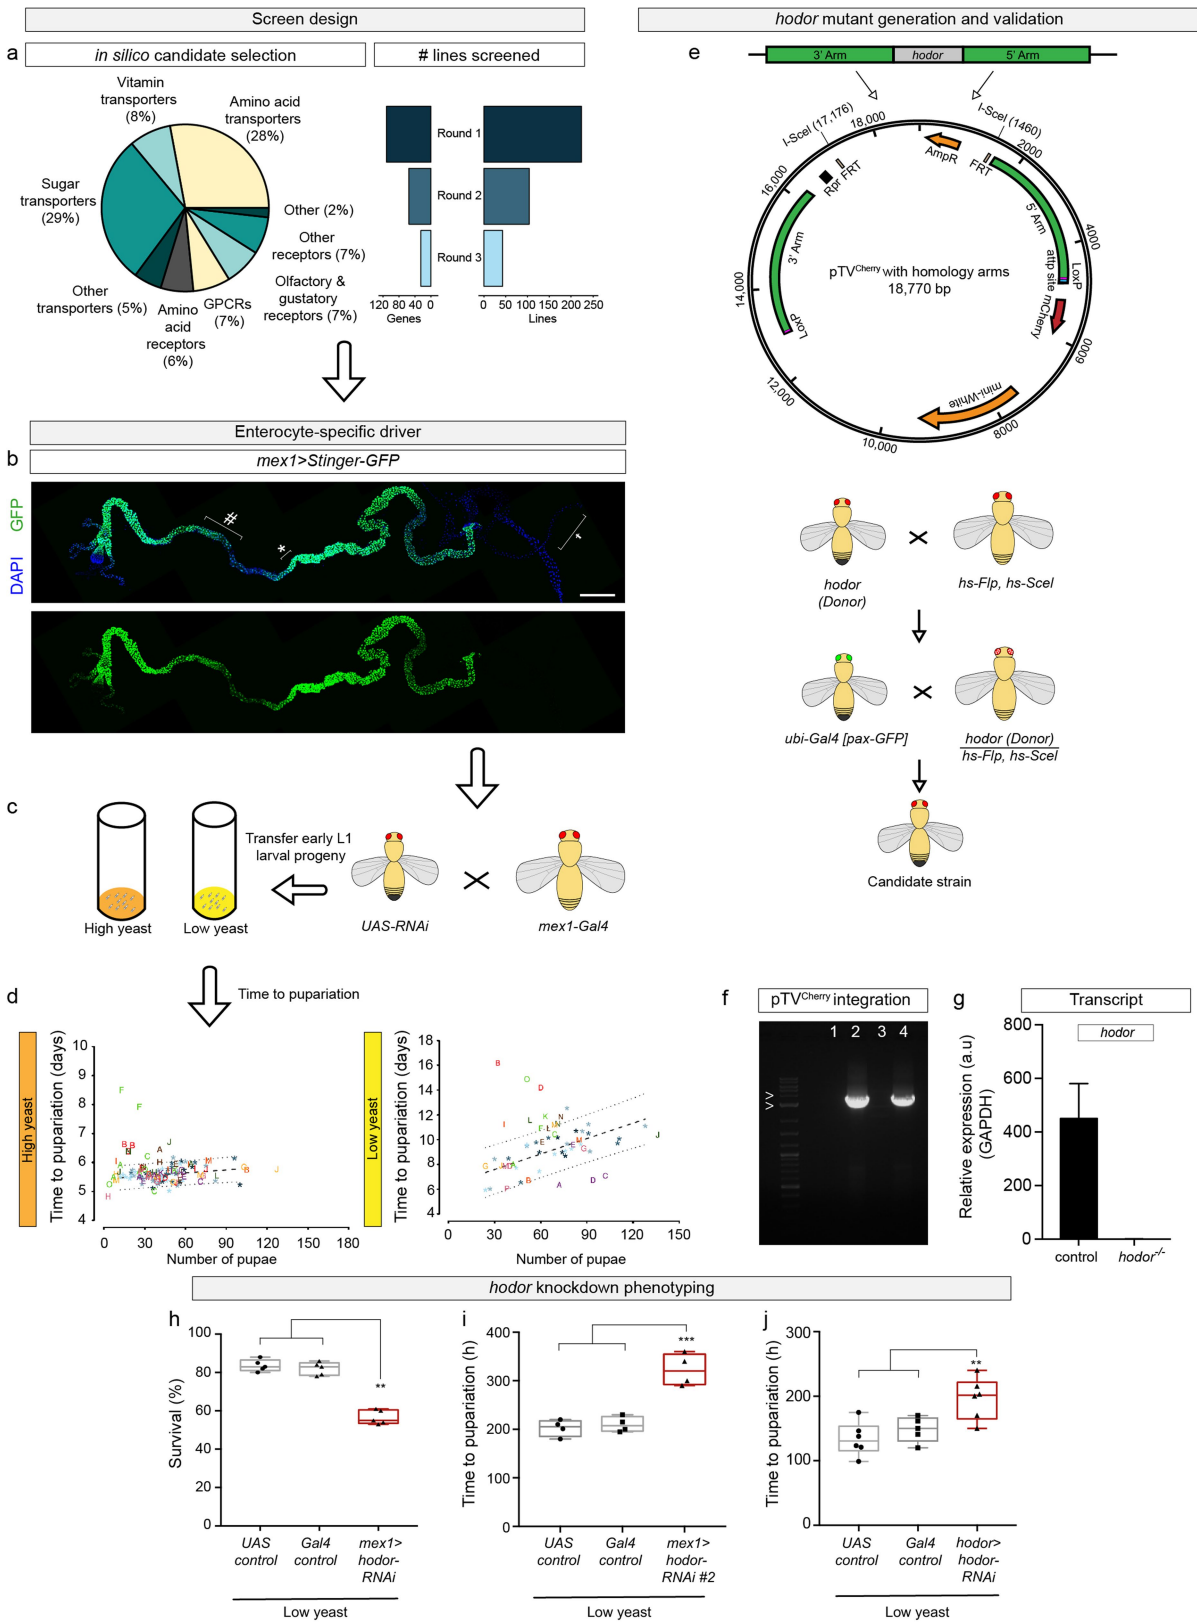 Screen design
a
in silico candidate selection
# lines screened
Vitamin
transporters
(8%)
Amino acid
transporters
(28%)
Sugar
transporters
(29%)
Other (2%)
Other
receptors (7%)
Olfactory &
gustatory
receptors (7%)
GPCRs
(7%)
Amino
acid
receptors
(6%)
Other
transporters (5%)
Round 1
Round 2
Round 3
120 80 40 0
Genes
0 50 100 150 200 250
Lines
Enterocyte-specific driver
b
mex1>Stinger-GFP
GFP
DAPI
#
*
c
Transfer early L1
larval progeny
High yeast
Low yeast
UAS-RNAi
mex1-Gal4
d
Time to pupariation
High yeast
Time to pupariation (days)
10
9
8
7
6
5
4
0 30 60 90 120 150 180
Number of pupae
Low yeast
Time to pupariation (days)
18
16
14
12
10
8
6
4
0 30 60 90 120 150
Number of pupae
hodor mutant generation and validation
e
3' Arm
hodor
5' Arm
I-SceI (17,176)
18,000
I-SceI (1460)
2000
AmpR
FRT
5' Arm
4000
attp site
LoxP
mCherry
6000
mini-White
8000
10,000
12,000
LoxP
14,000
3' Arm
16,000
Rpr
FRT
pTVCherry with homology arms
18,770 bp
hodor
(Donor)
hs-Flp, hs-SceI
ubi-Gal4 [pax-GFP]
hodor (Donor)
hs-Flp, hs-SceI
Candidate strain
f
pTVCherry integration
1 2 3 4
g
Transcript
hodor
Relative expression (a.u)
(GAPDH)
800
600
400
200
0
control
hodor-/-
hodor knockdown phenotyping
h
Survival (%)
100
80
60
40
20
0
**
UAS
control
Gal4
control
mex1>
hodor-
RNAi
Low yeast
i
Time to pupariation (h)
400
300
200
100
0
***
UAS
control
Gal4
control
mex1>
hodor-
RNAi #2
Low yeast
j
Time to pupariation (h)
300
200
100
0
**
UAS
control
Gal4
control
hodor>
hodor-
RNAi
Low yeast